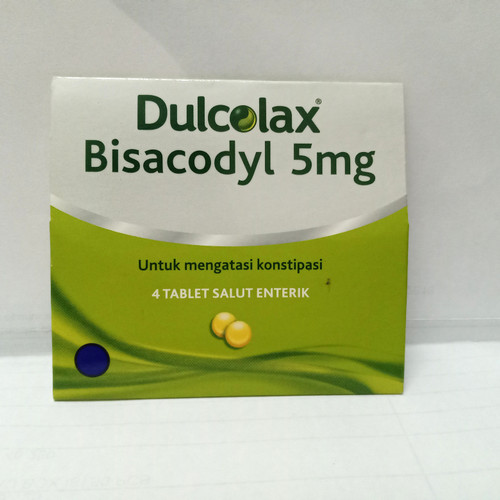 Dulcolax®
Bisacodyl 5mg
Untuk mengatasi konstipasi
4 TABLET SALUT ENTERIK